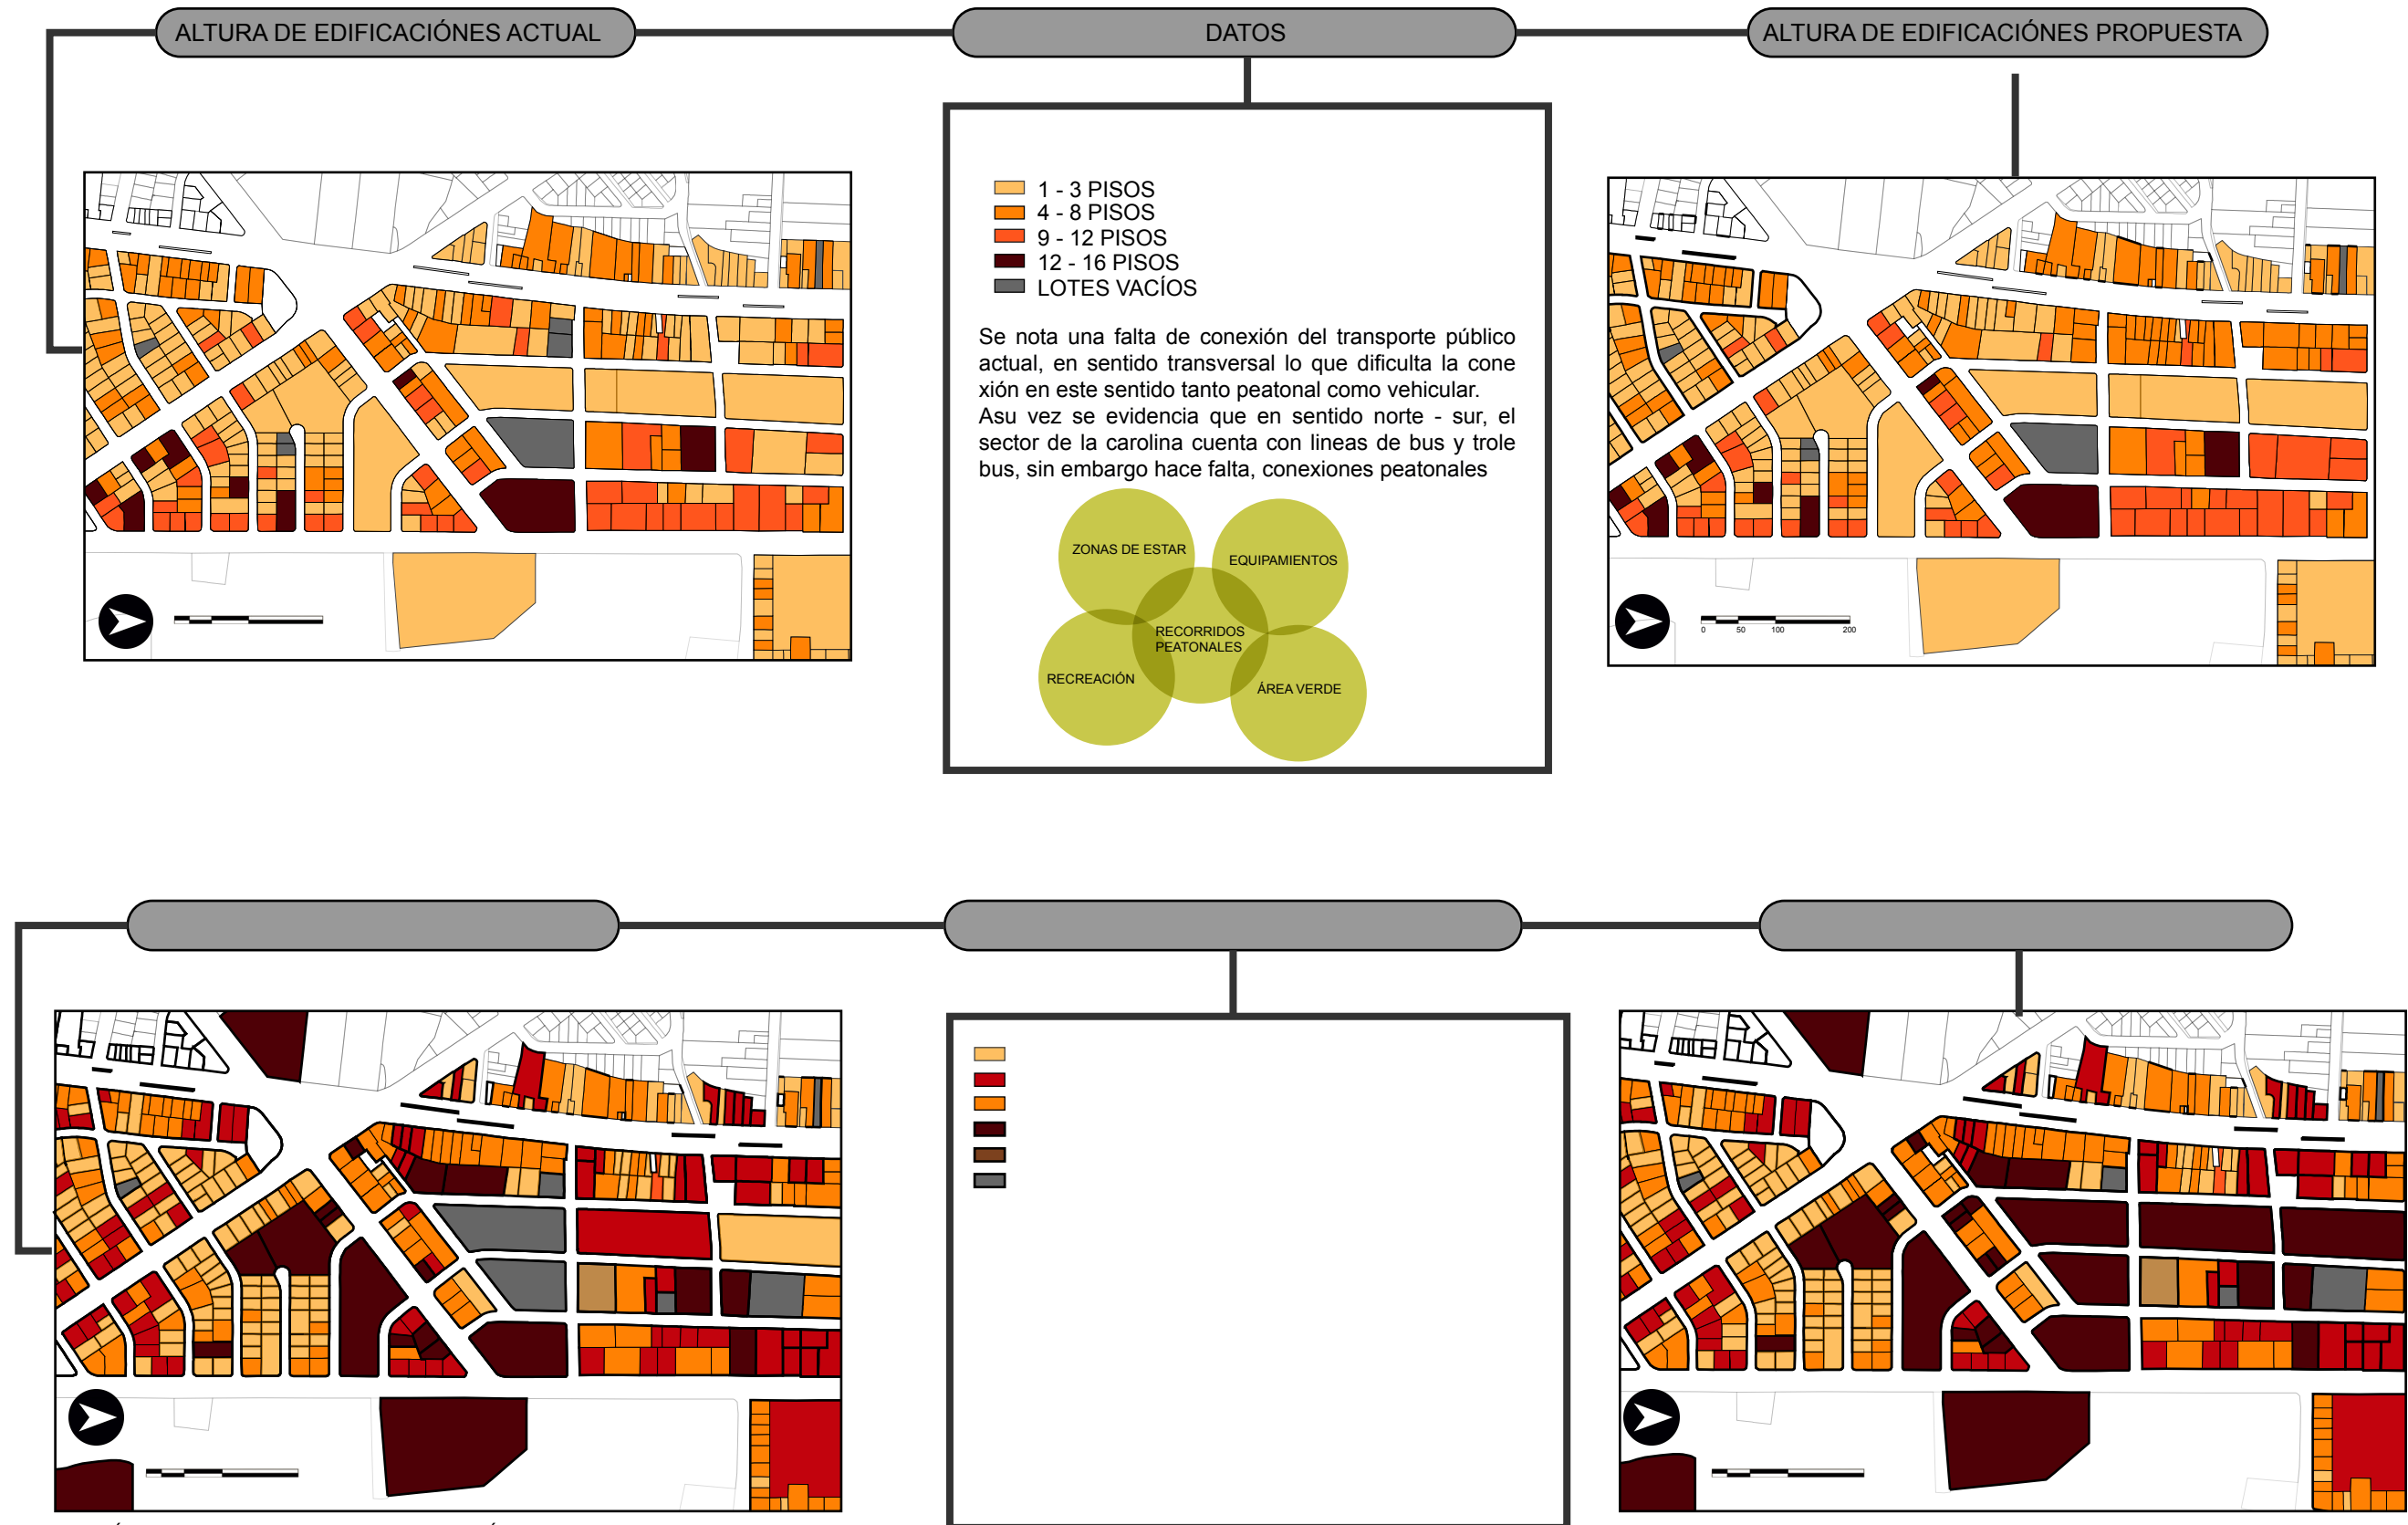 ALTURA DE EDIFICACIÓNES ACTUAL
DATOS
ALTURA DE EDIFICACIÓNES PROPUESTA
1 - 3 PISOS
4 - 8 PISOS
9 - 12 PISOS
12 - 16 PISOS
LOTES VACÍOS
Se nota una falta de conexión del transporte público
actual, en sentido transversal lo que dificulta la cone
xión en este sentido tanto peatonal como vehicular.
Asu vez se evidencia que en sentido norte - sur, el
sector de la carolina cuenta con lineas de bus y trole
bus, sin embargo hace falta, conexiones peatonales
ZONAS DE ESTAR
EQUIPAMIENTOS
RECORRIDOS
PEATONALES
RECREACIÓN
ÁREA VERDE
0 50 100 200